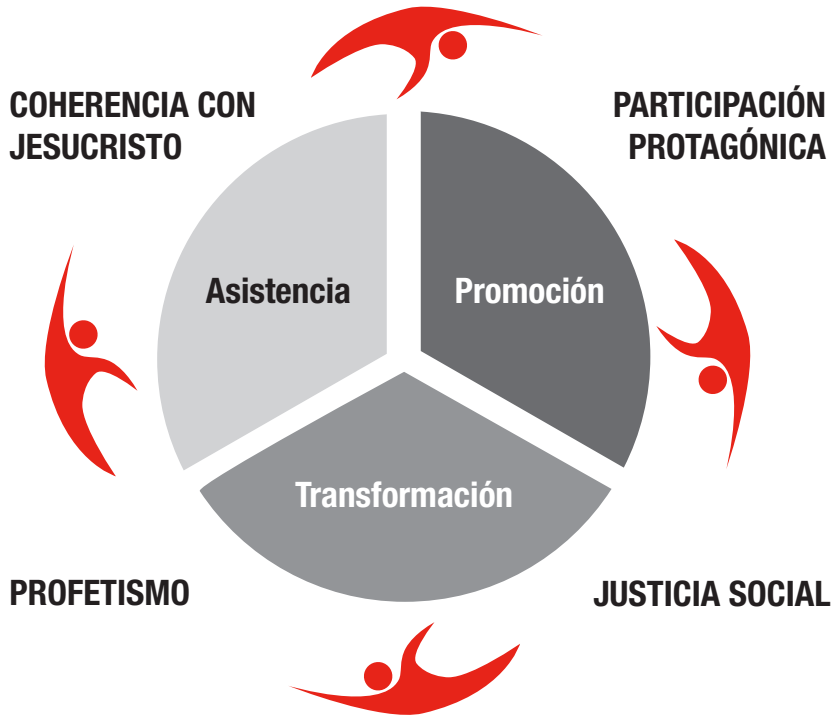 COHERENCIA CON
JESUCRISTO
PARTICIPACIÓN
PROTAGÓNICA
Asistencia
Promoción
Transformación
PROFETISMO
JUSTICIA SOCIAL